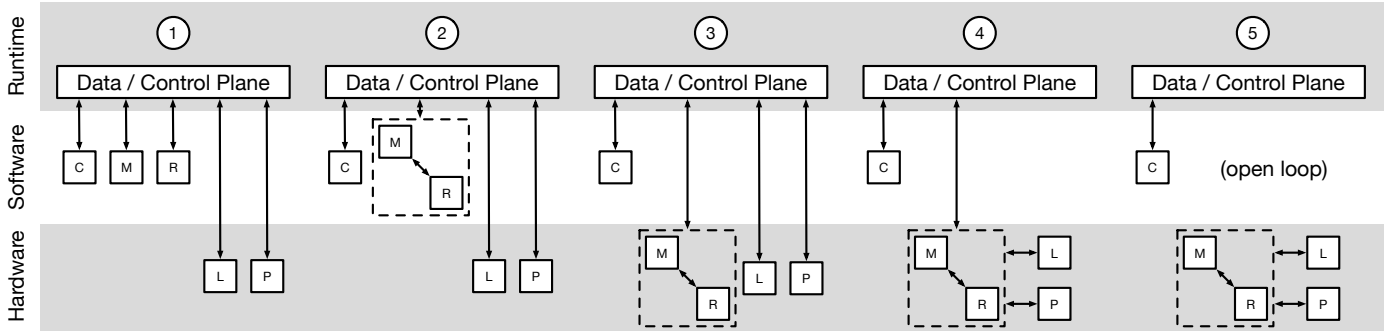 Runtime
1 2 3 4 5
Data / Control Plane Data / Control Plane Data / Control Plane Data / Control Plane Data / Control Plane
Software
C M R
C M R
C
C
C (open loop)
Hardware
L P
L P
M R L P
M R L P
M R L P